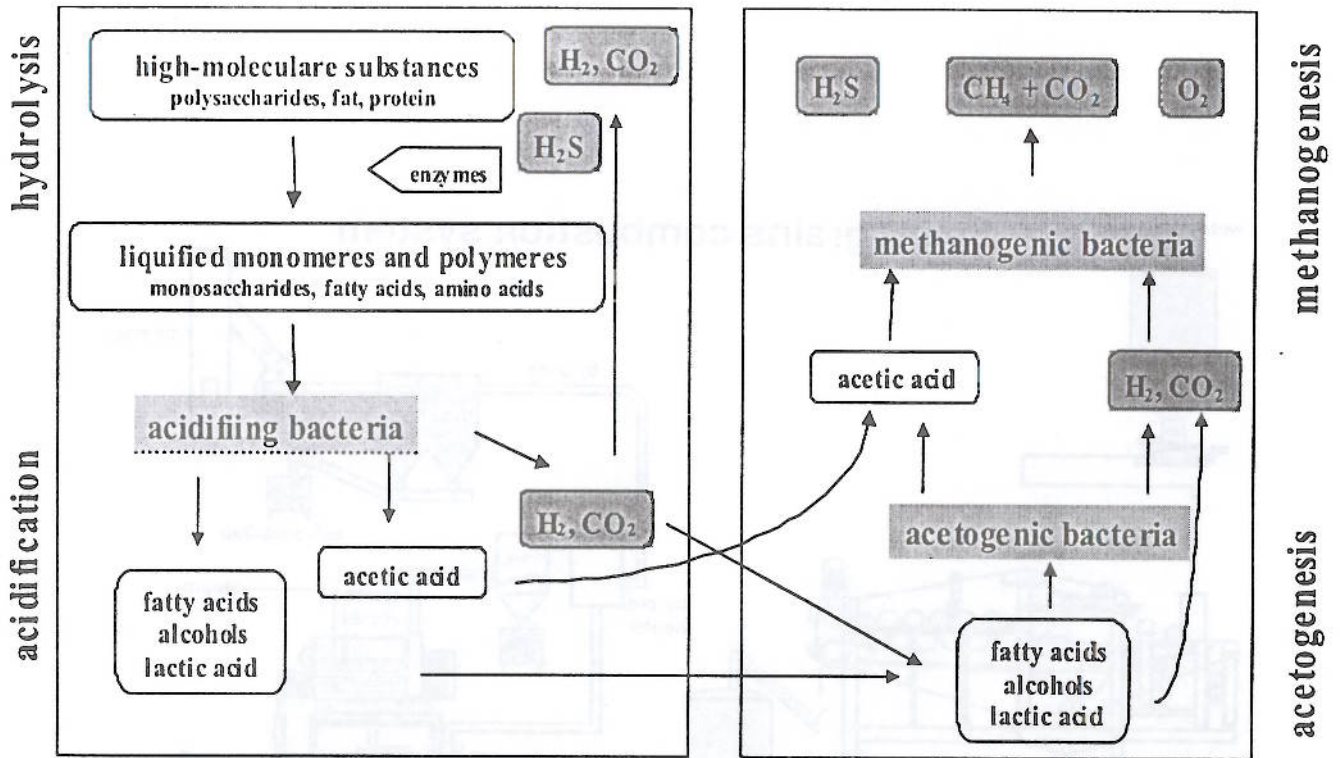 hydrolysis
acidification
high-moleculare substances
polysaccharides, fat, protein
H₂, CO₂
H₂S
enzymes
liquified monomeres and polymeres
monosaccharides, fatty acids, amino acids
acidifiing bacteria
H₂, CO₂
acetic acid
fatty acids
alcohols
lactic acid
H₂S
CH₄ + CO₂
O₂
methanogenic bacteria
acetic acid
H₂, CO₂
acetogenic bacteria
fatty acids
alcohols
lactic acid
methanogenesis
acetogenesis